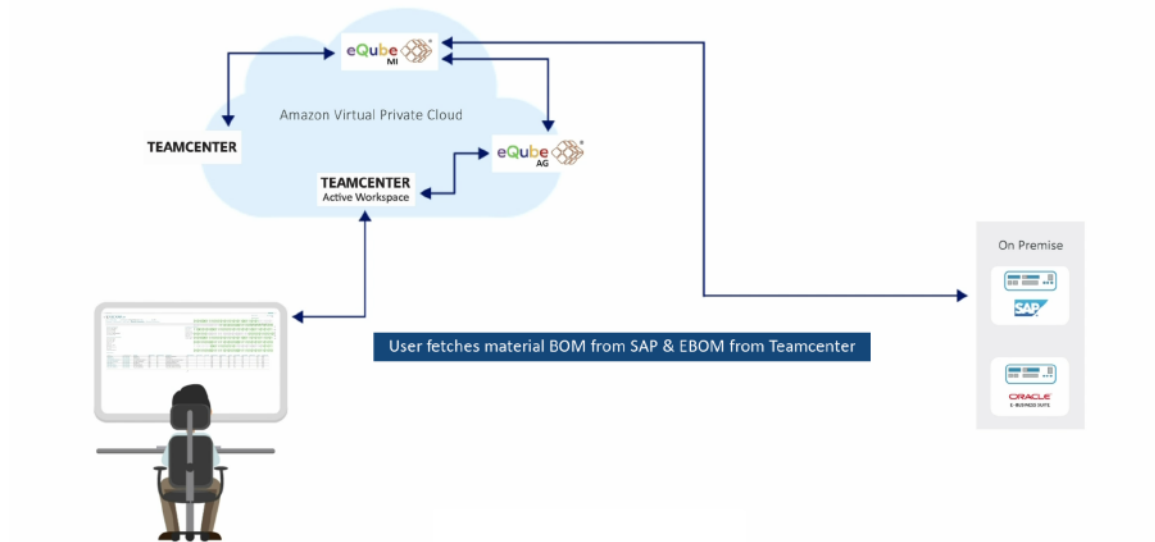 eQube
MI
Amazon Virtual Private Cloud
TEAMCENTER
eQube
AG
TEAMCENTER
Active Workspace
On Premise
SAP
User fetches material BOM from SAP & EBOM from Teamcenter
ORACLE
E-BUSINESS SUITE